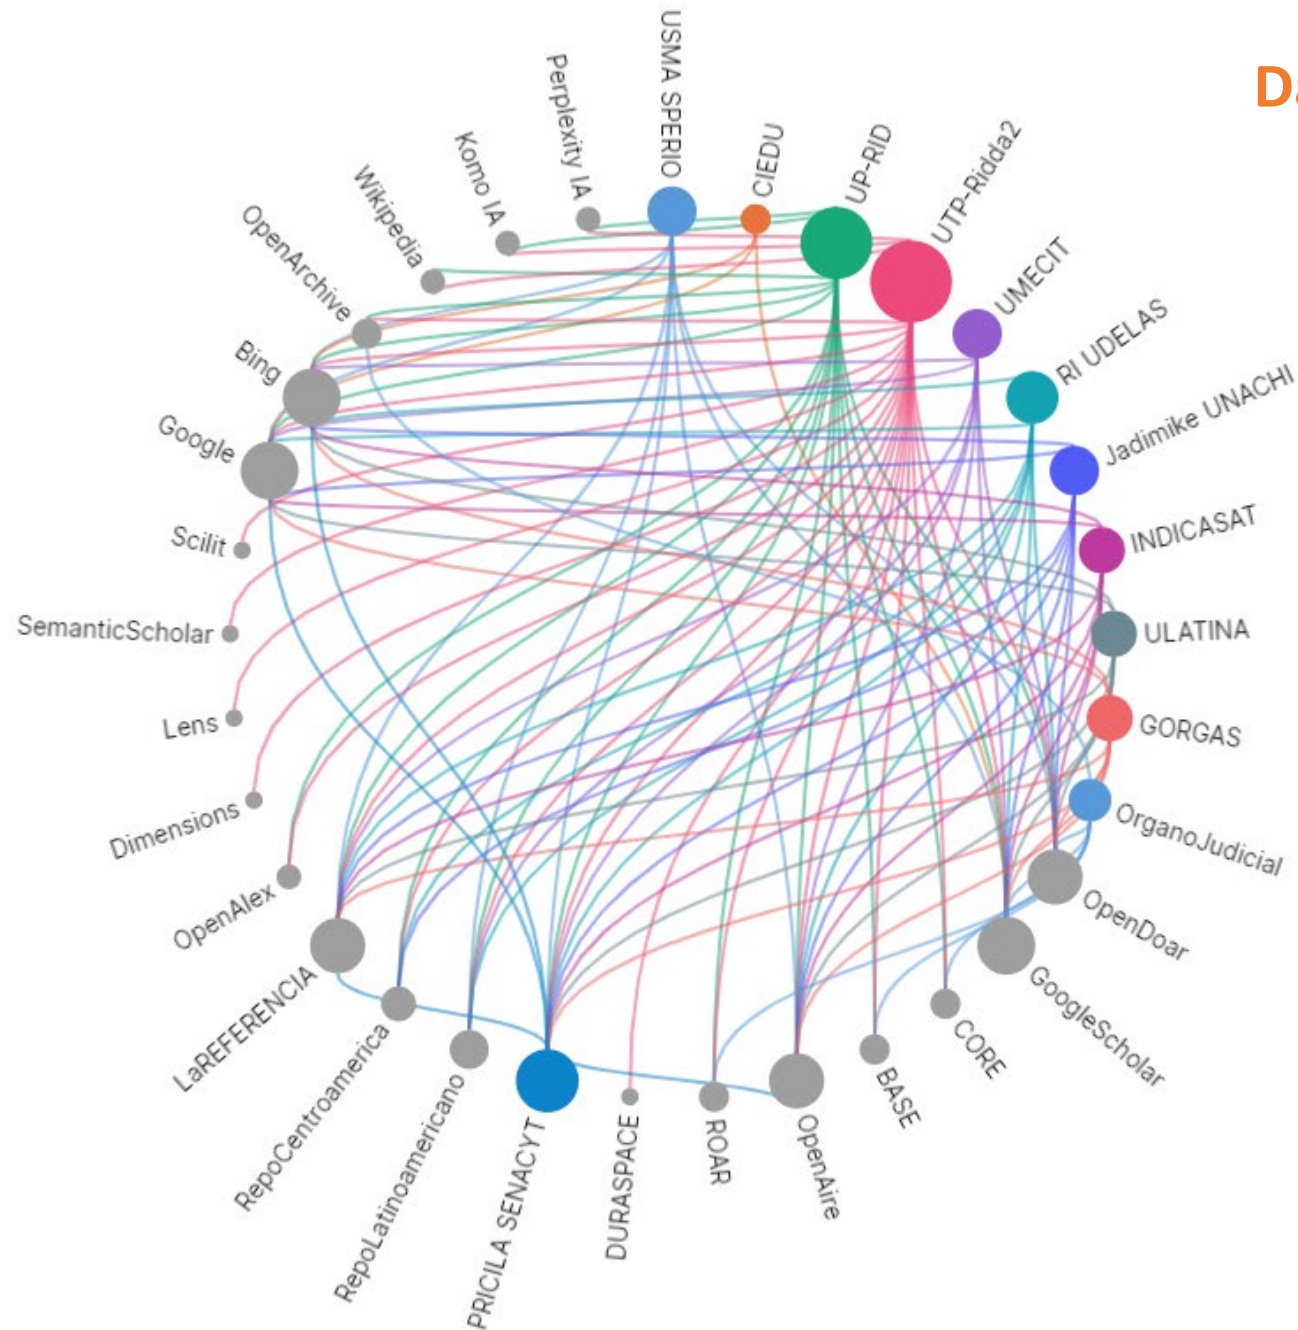 USMA SPERIO
CIEDU
UP-RID
UTP-Ridda2
UMECIT
RI UDELAS
Jadimike UNACHI
INDICASAT
ULATINA
GORGAS
OrganoJudicial
OpenDoar
GoogleScholar
CORE
BASE
OpenAire
ROAR
DURASPACE
PRICILA SENACYT
RepoLatinoamericano
RepoCentroamerica
LaREFERENCIA
OpenAlex
Dimensions
Lens
SemanticScholar
Scilit
Google
Bing
OpenArchive
Wikipedia
Komo IA
Perplexity IA